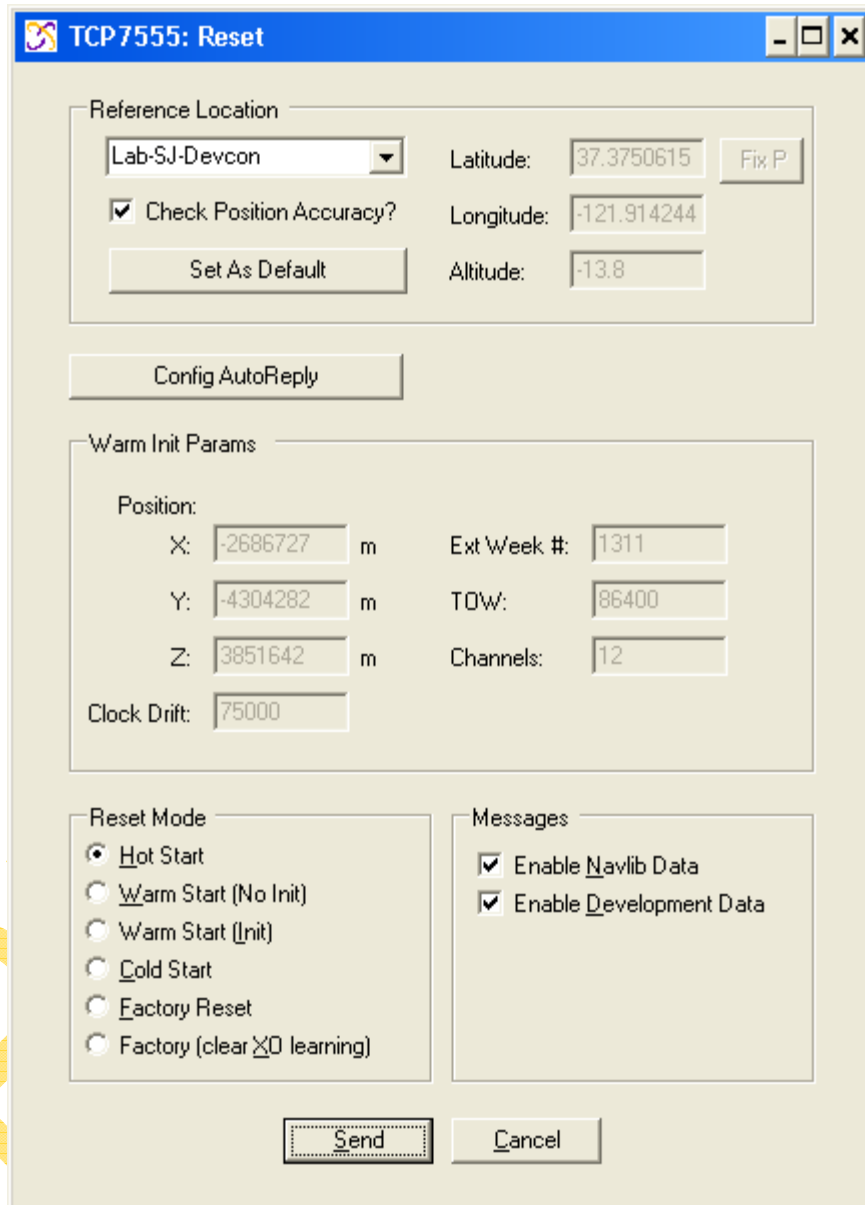 TCP7555: Reset
Reference Location
Lab-SJ-Devcon
Latitude: 37.3750615 Fix P
Check Position Accuracy?
Longitude: -121.914244
Set As Default
Altitude: -13.8
Config AutoReply
Warm Init Params
Position:
X: -2686727 m
Ext Week #: 1311
Y: -4304282 m
TOW: 86400
Z: 3851642 m
Channels: 12
Clock Drift: 75000
Reset Mode
Hot Start
Warm Start (No Init)
Warm Start (Init)
Cold Start
Factory Reset
Factory (clear XO learning)
Messages
Enable Navlib Data
Enable Development Data
Send
Cancel